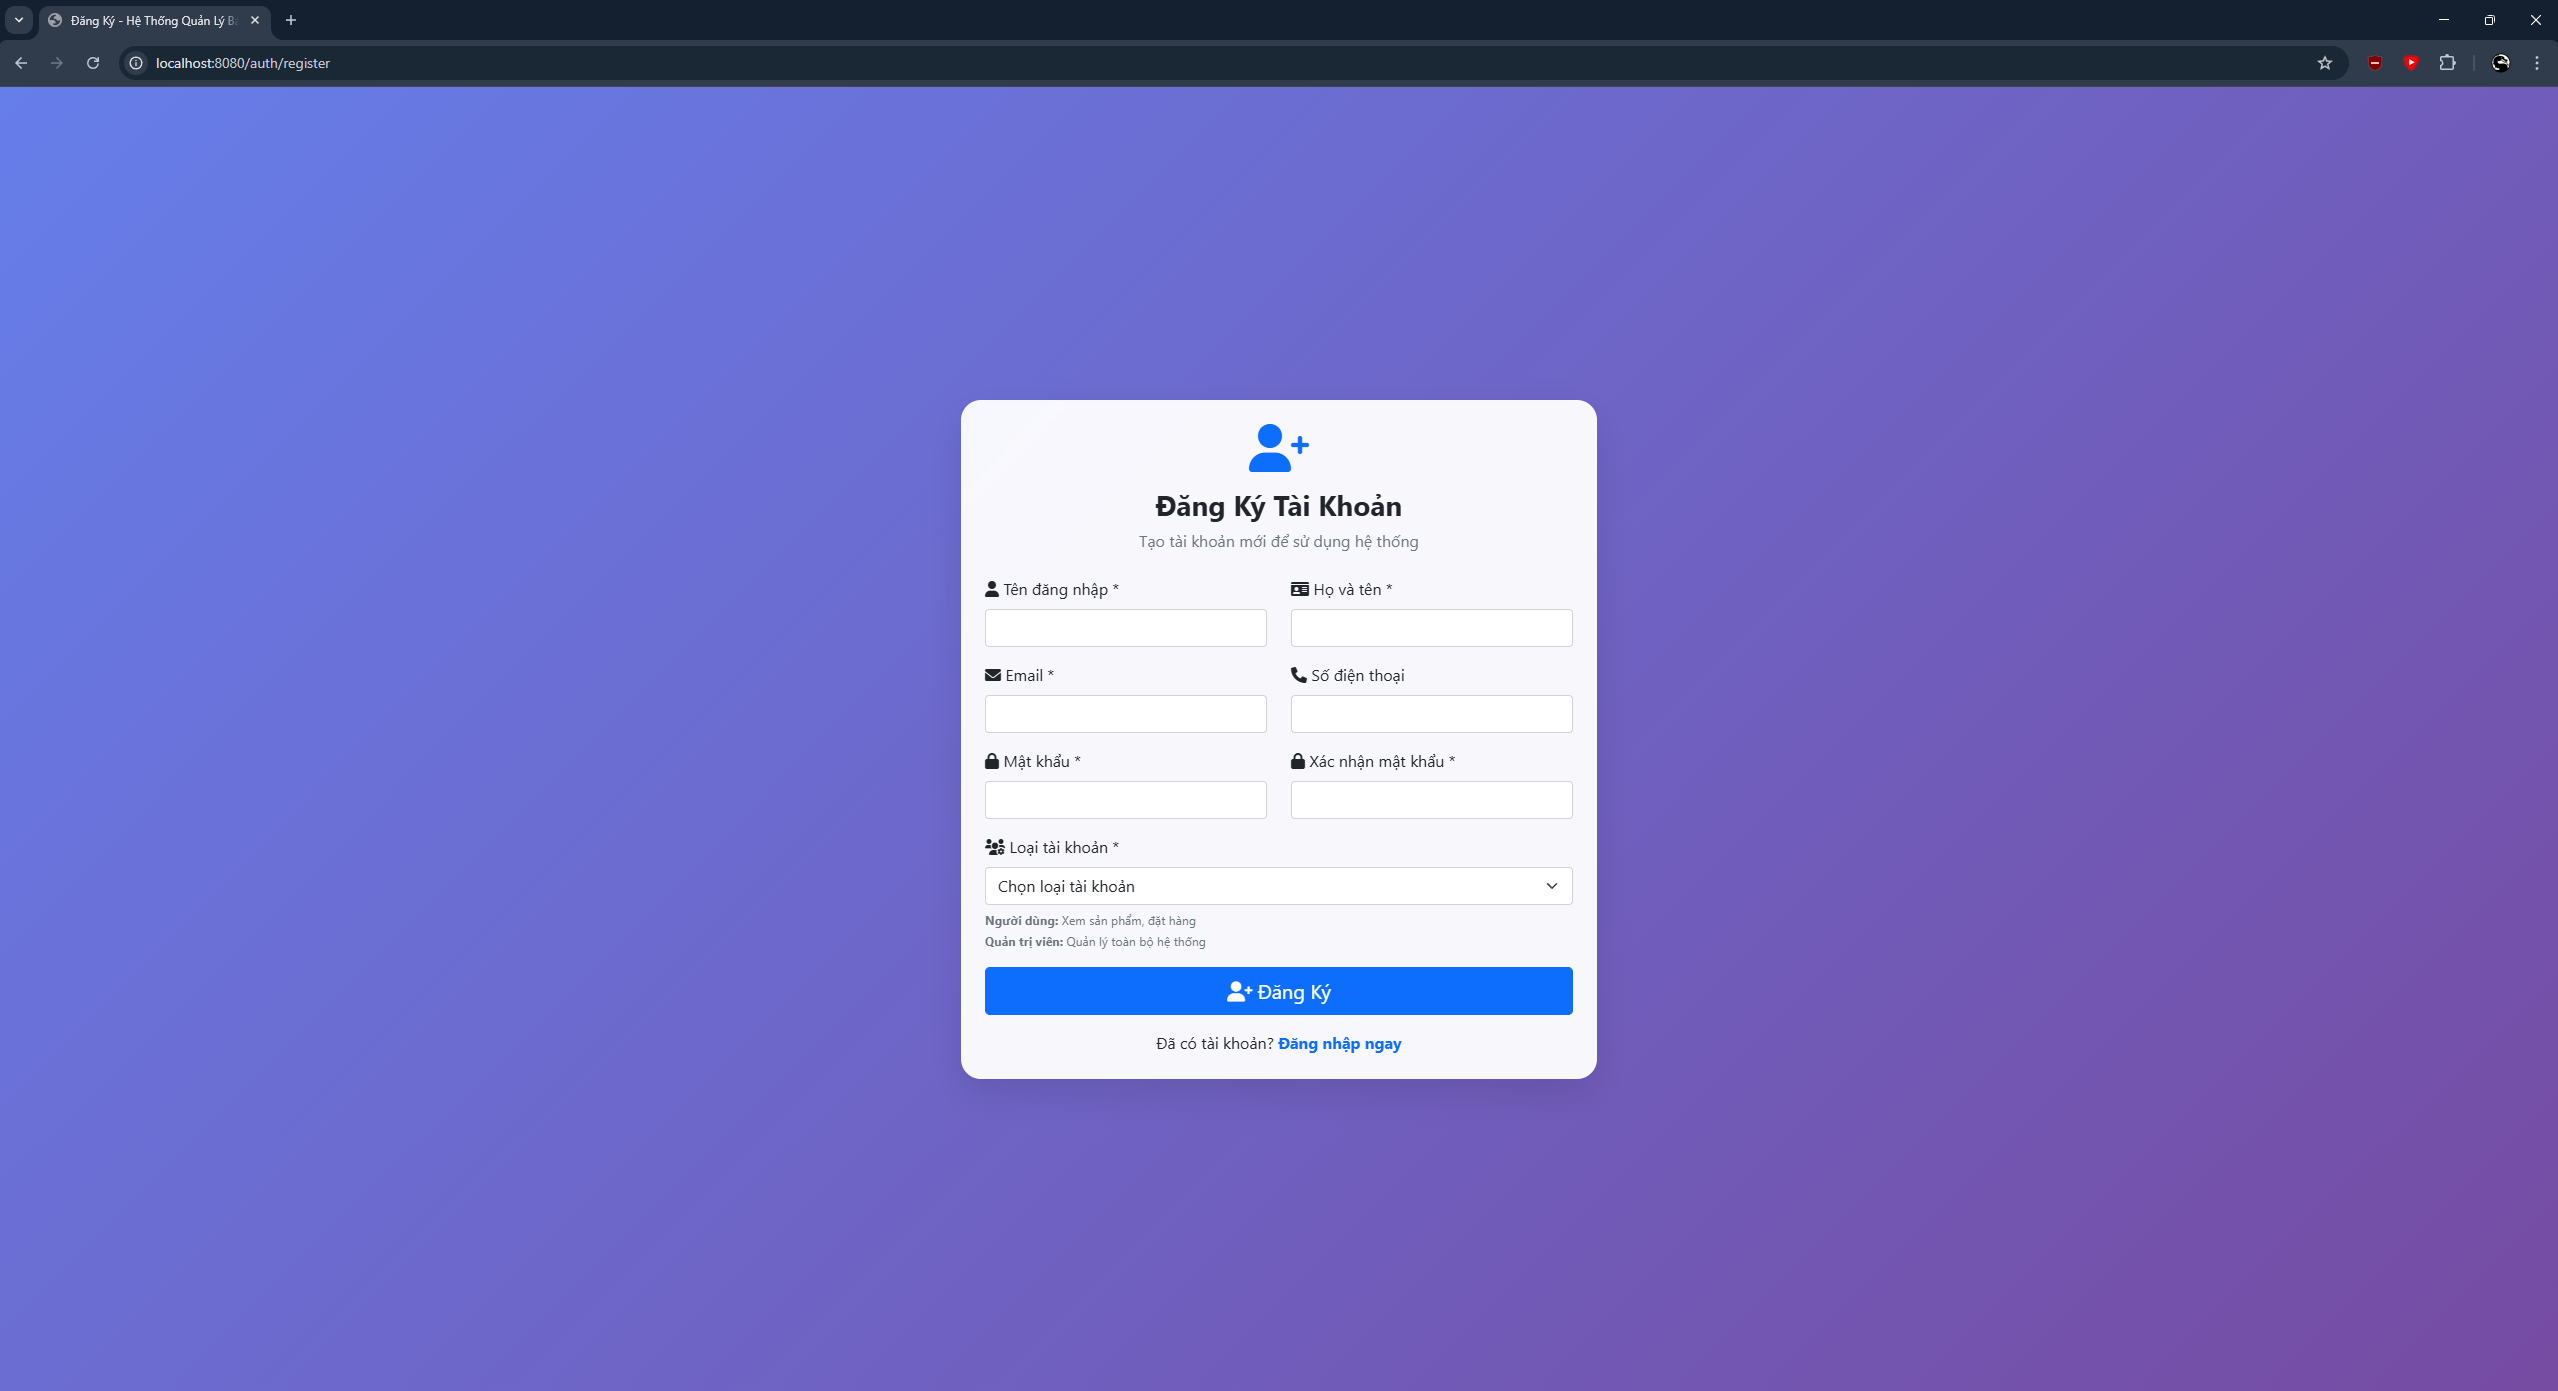 Đăng Ký - Hệ Thống Quản Lý
localhost:8080/auth/register
Đăng Ký Tài Khoản
Tạo tài khoản mới để sử dụng hệ thống
Tên đăng nhập *
Họ và tên *
Email *
Số điện thoại
Mật khẩu *
Xác nhận mật khẩu *
Loại tài khoản *
Chọn loại tài khoản
Người dùng: Xem sản phẩm, đặt hàng
Quản trị viên: Quản lý toàn bộ hệ thống
Đăng Ký
Đã có tài khoản? Đăng nhập ngay